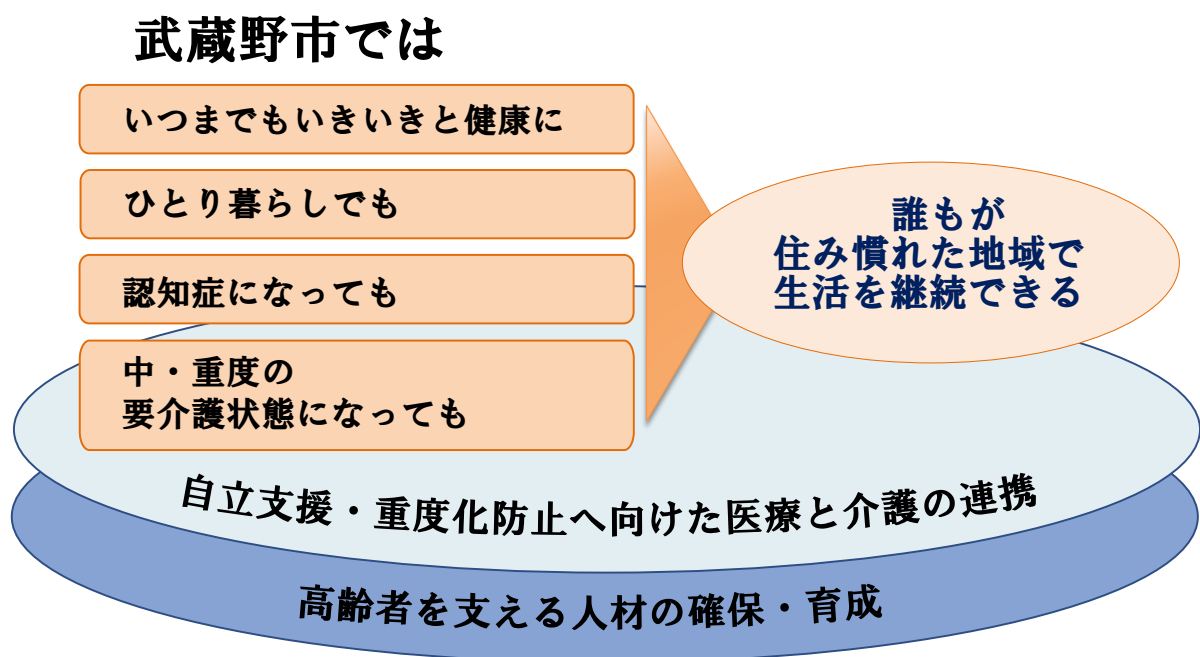 武蔵野市では
いつまでもいきいきと健康に
ひとり暮らしでも
認知症になっても
中・重度の
要介護状態になっても
誰もが
住み慣れた地域で
生活を継続できる
自立支援・重度化防止へ向けた医療と介護の連携
高齢者を支える人材の確保・育成